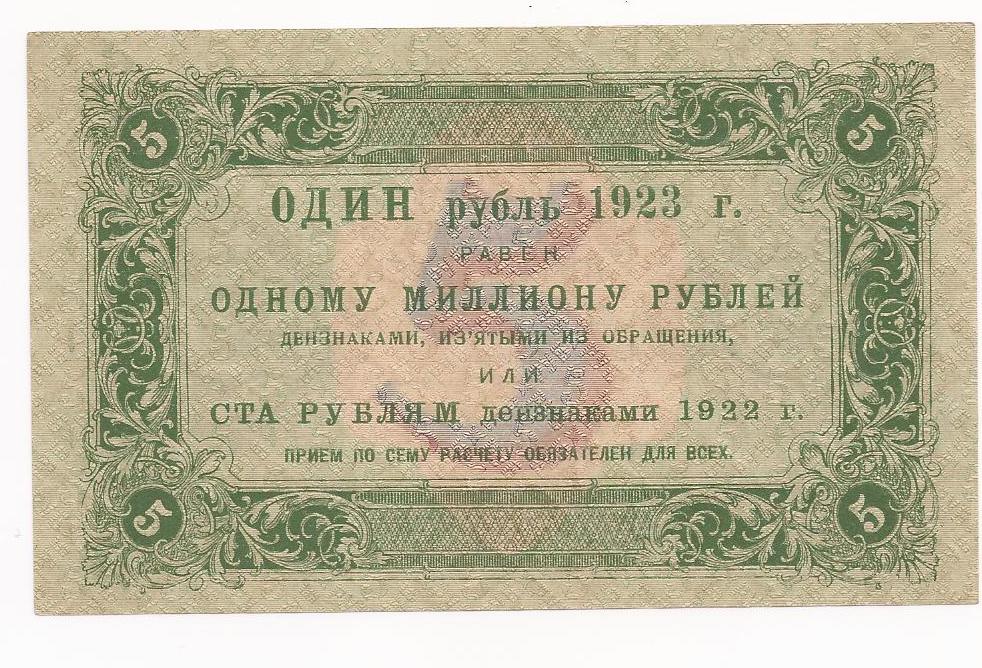 5 5
ОДИН рубль 1923 г.
РАВЕН
ОДНОМУ МИЛЛИОНУ РУБЛЕЙ
ДЕНЗНАКАМИ, ИЗ'ЯТЫМИ ИЗ ОБРАЩЕНИЯ,
ИЛИ
СТА РУБЛЯМ дензнаками 1922 г.
ПРИЕМ ПО СЕМУ РАСЧЕТУ ОБЯЗАТЕЛЕН ДЛЯ ВСЕХ.
5
5 5